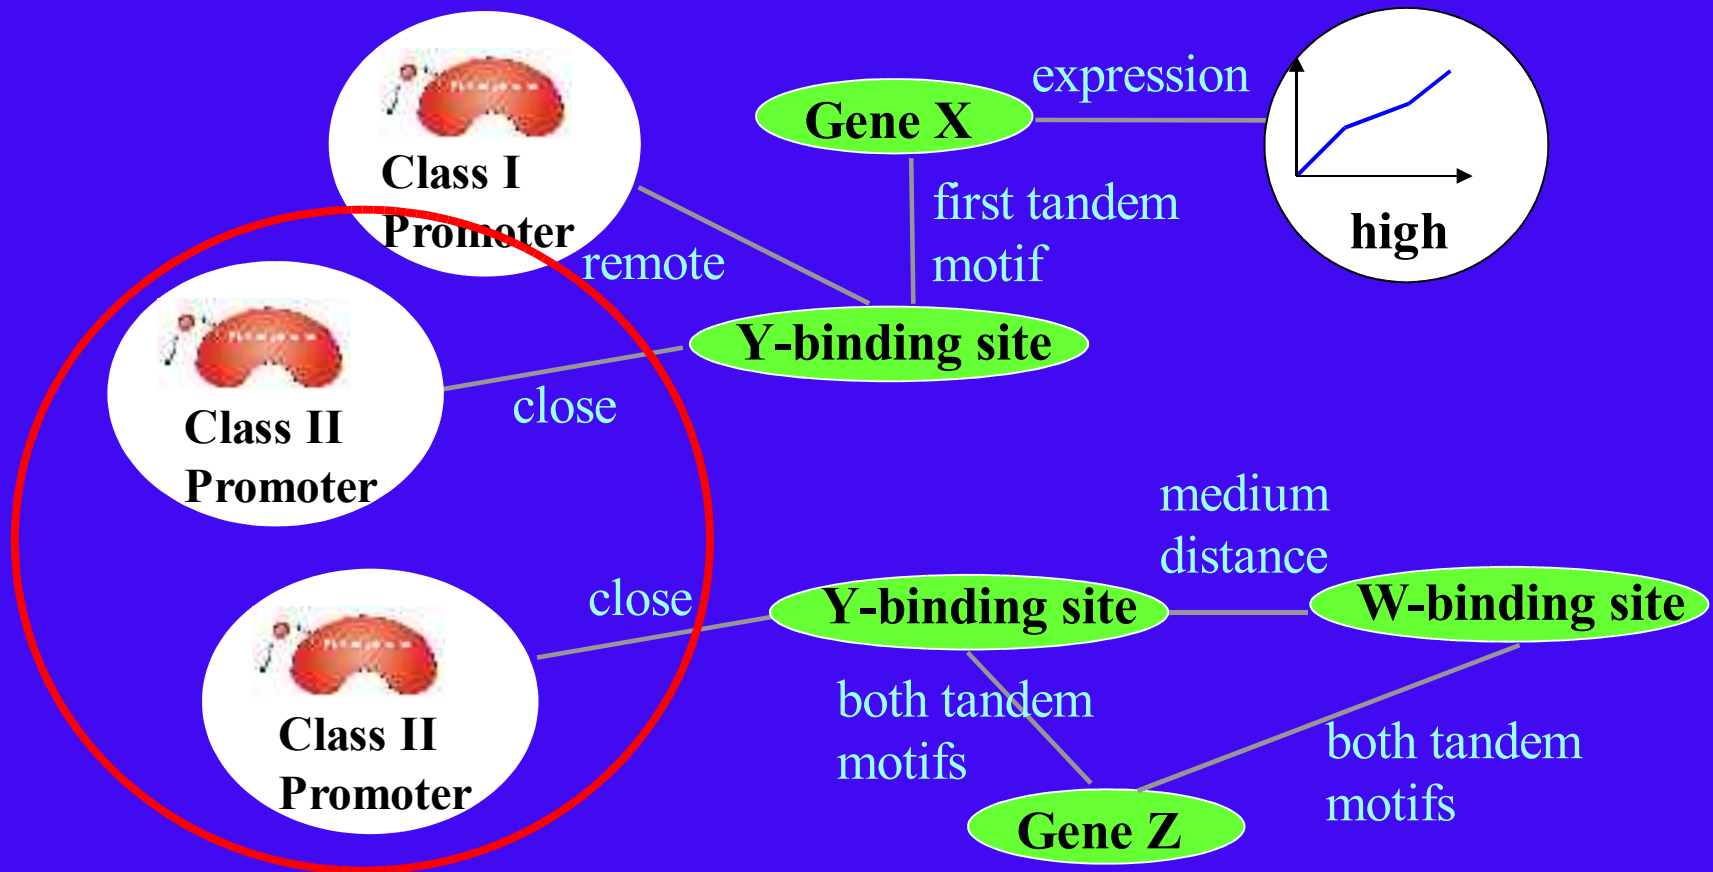 Class I
Promoter
Gene X
expression
high
first tandem
motif
remote
Y-binding site
Class II
Promoter
close
medium
distance
Class II
Promoter
close
Y-binding site
W-binding site
both tandem
motifs
both tandem
motifs
Gene Z